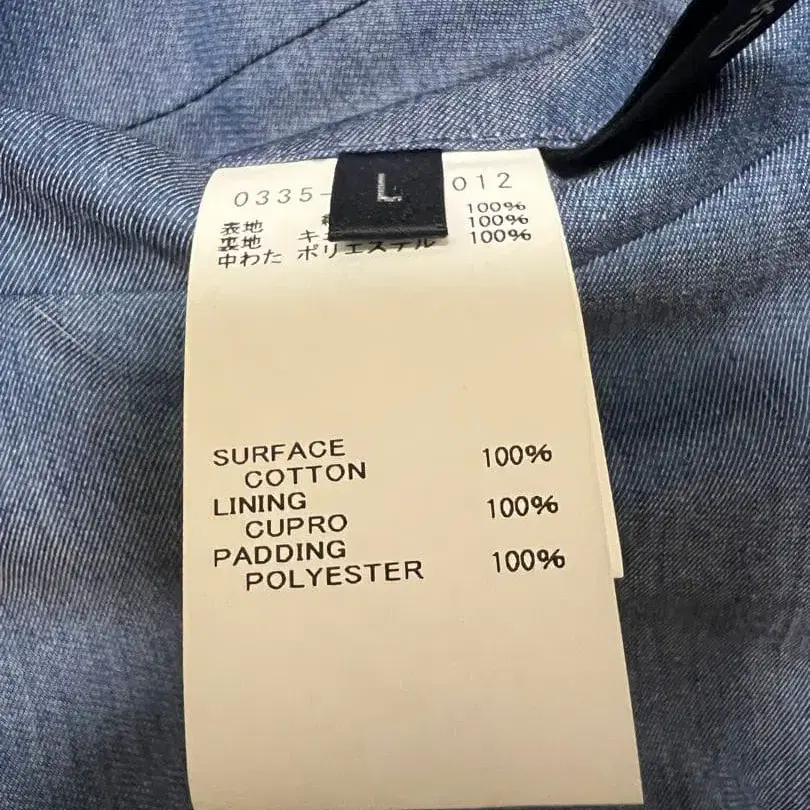 0335-
L
012
100%
表地 100%
裏地 キュ 100%
中わた ポリエステル
SURFACE
COTTON 100%
LINING
CUPRO 100%
PADDING
POLYESTER 100%